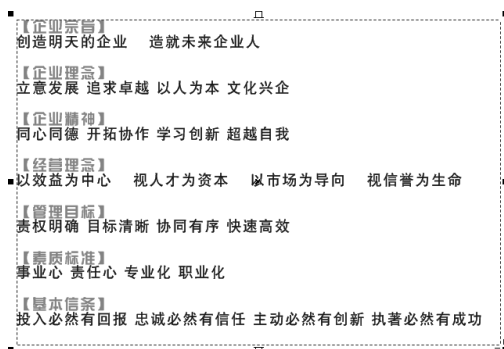 【企业宗旨】
创造明天的企业 造就未来企业人
【企业理念】
立意发展 追求卓越 以人为本 文化兴企
【企业精神】
同心同德 开拓协作 学习创新 超越自我
【经营理念】
以效益为中心 视人才为资本 以市场为导向 视信誉为生命
【管理目标】
责权明确 目标清晰 协同有序 快速高效
【素质标准】
事业心 责任心 专业化 职业化
【基本信条】
投入必然有回报 忠诚必然有信任 主动必然有创新 执著必然有成功